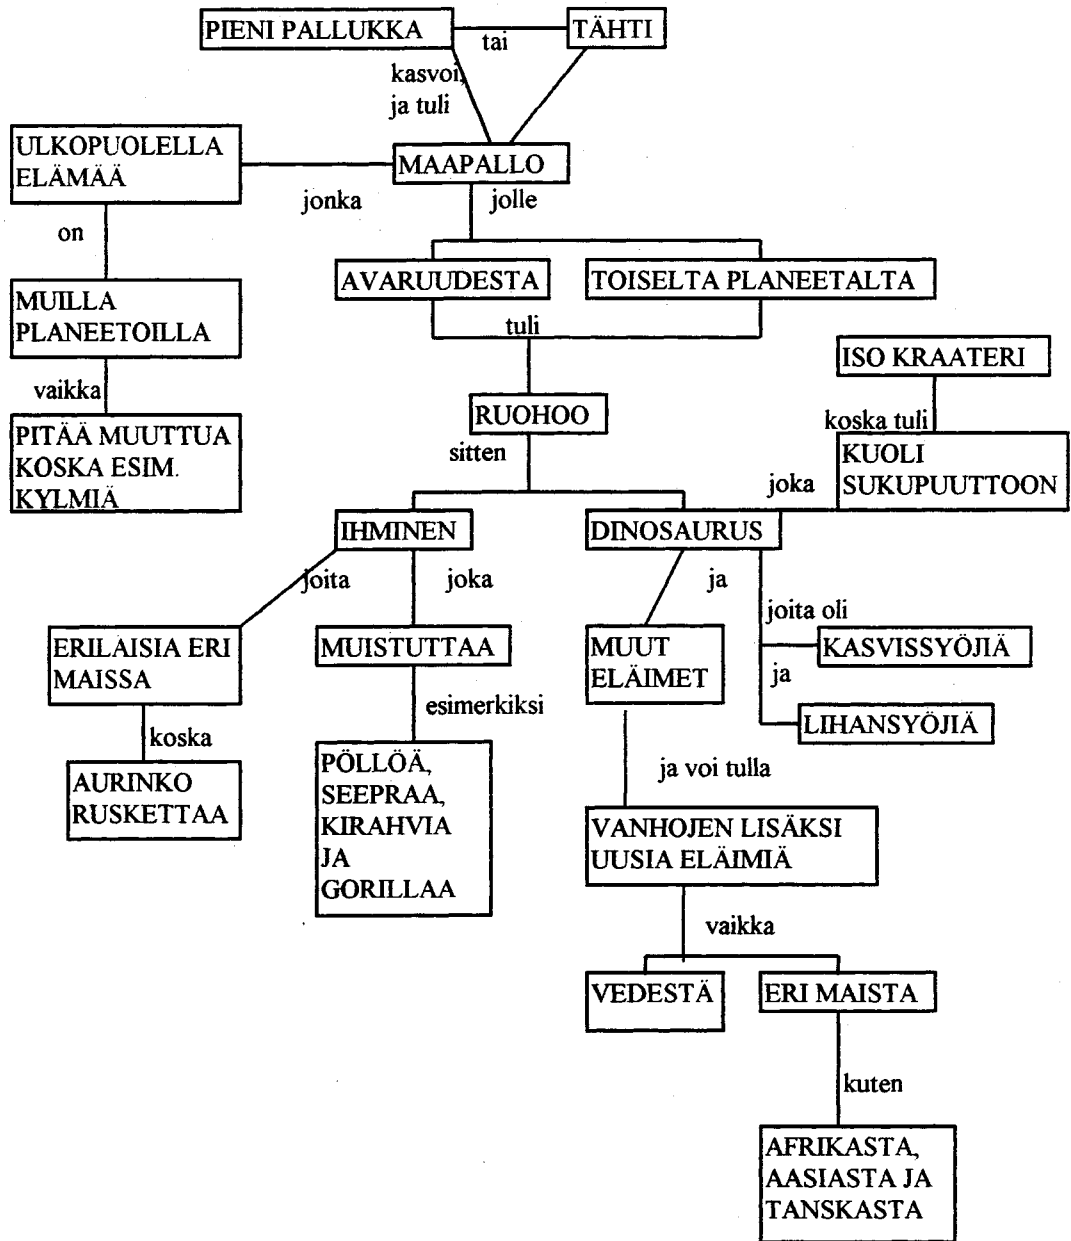 PIENI PALLUKKA
tai
TÄHTI
kasvoi,
ja tuli
ULKOPUOLELLA
ELÄMÄÄ
jonka
MAAPALLO
jolle
on
AVARUUDESTA
TOISELTA PLANEETALTA
MUILLA
PLANEETOILLA
tuli
ISO KRAATERI
vaikka
RUOHOO
koska tuli
PITÄÄ MUUTTUA
KOSKA ESIM.
KYLMIÄ
sitten
KUOLI
SUKUPUUTTOON
joka
IHMINEN
DINOSAURUS
joita
joka
ja
joita oli
ERILAISIA ERI
MAISSA
MUISTUTTAA
MUUT
ELÄIMET
KASVISSYÖJIÄ
ja
esimerkiksi
LIHANSYÖJIÄ
koska
AURINKO
RUSKETTAA
PÖLLÖÄ,
SEEPRAA,
KIRAHVIA
JA
GORILLAA
ja voi tulla
VANHOJEN LISÄKSI
UUSIA ELÄIMIÄ
vaikka
VEDESTÄ
ERI MAISTA
kuten
AFRIKASTA,
AASIASTA JA
TANSKASTA